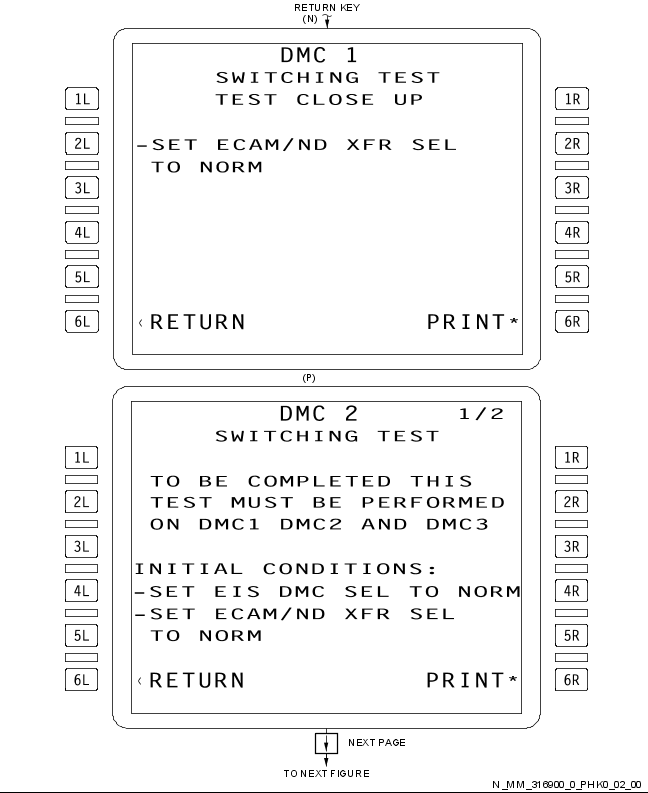 RETURN KEY
(N)
DMC 1
SWITCHING TEST
1L TEST CLOSE UP 1R
2L -SET ECAM/ND XFR SEL 2R
TO NORM
3L 3R
4L 4R
5L 5R
6L <RETURN PRINT* 6R
(P)
DMC 2 1/2
SWITCHING TEST
1L 1R
TO BE COMPLETED THIS
2L TEST MUST BE PERFORMED 2R
ON DMC1 DMC2 AND DMC3
3L 3R
INITIAL CONDITIONS:
4L -SET EIS DMC SEL TO NORM 4R
-SET ECAM/ND XFR SEL
5L TO NORM 5R
6L <RETURN PRINT* 6R
NEXT PAGE
TO NEXT FIGURE
N_MM_316900_0_PHK0_02_00